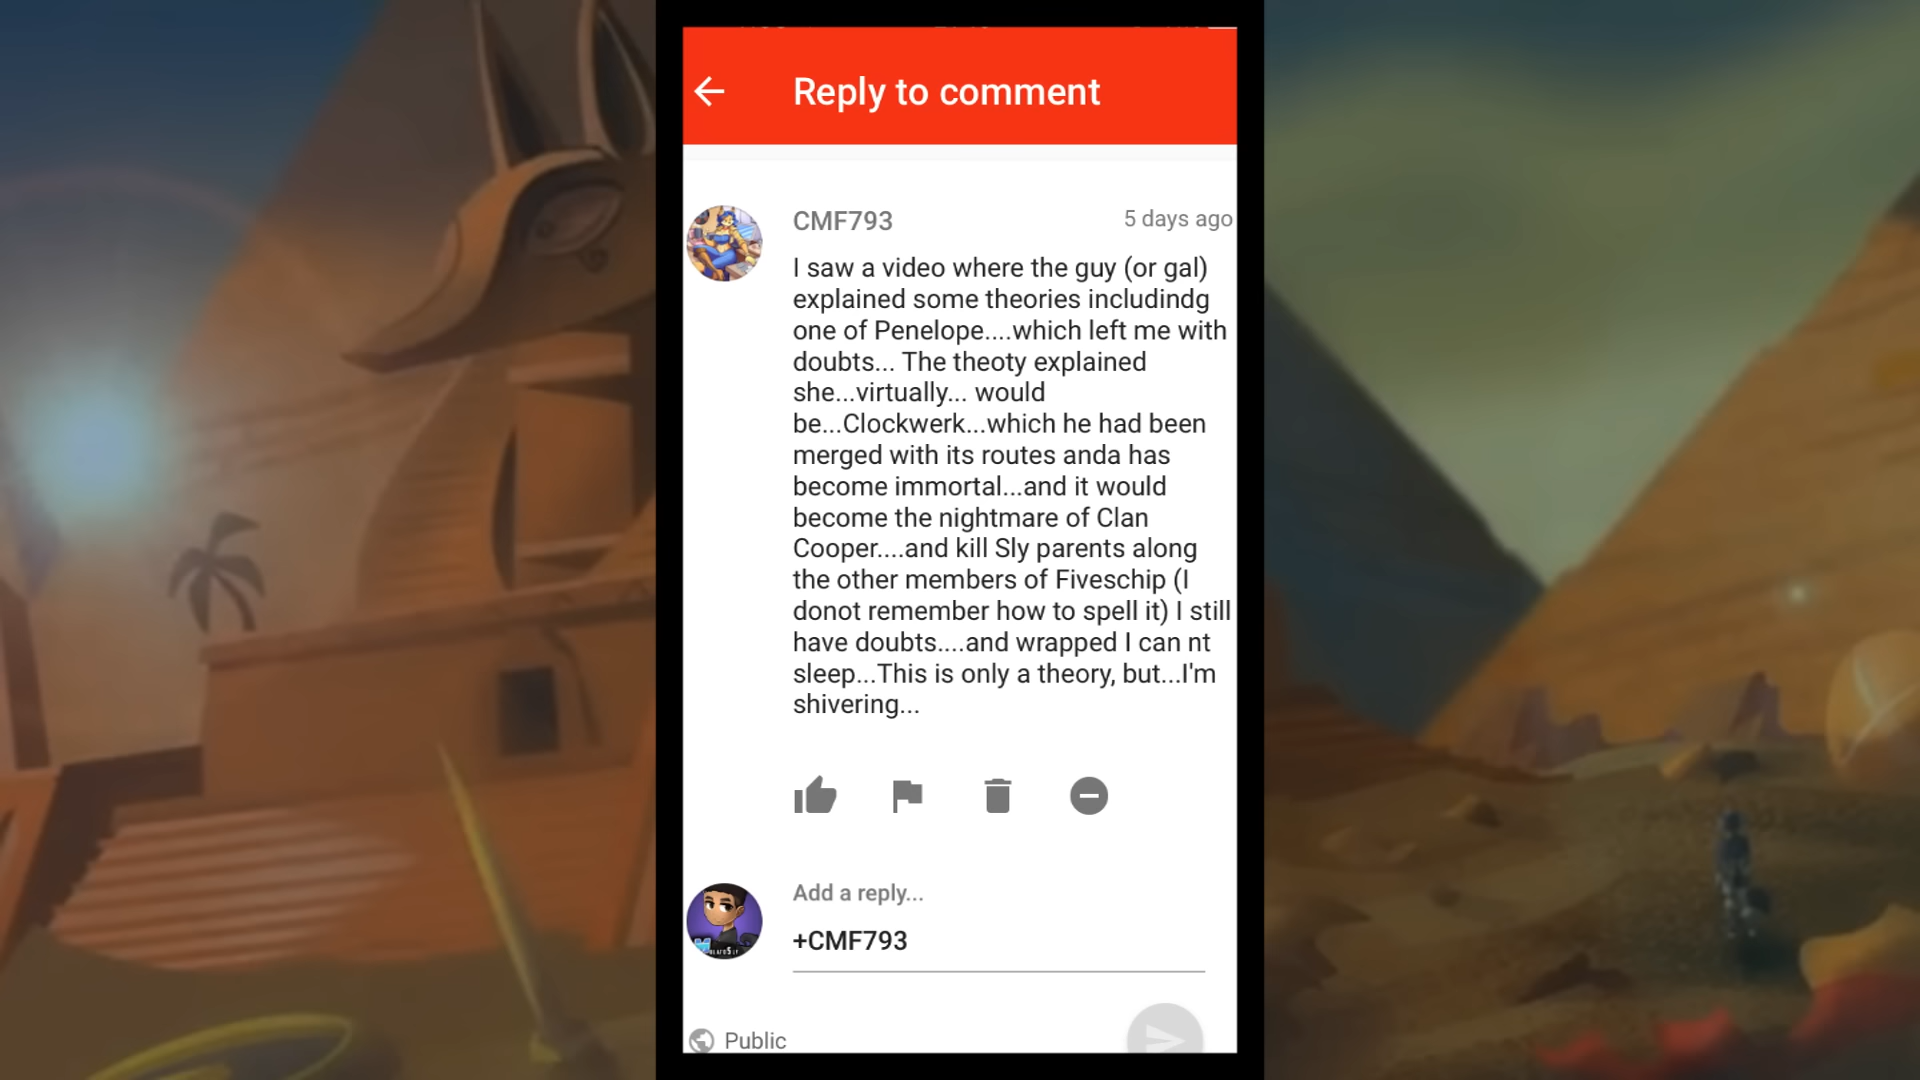 Reply to comment
CMF793
5 days ago
I saw a video where the guy (or gal)
explained some theories includindg
one of Penelope....which left me with
doubts... The theoty explained
she...virtually... would
be...Clockwerk...which he had been
merged with its routes anda has
become immortal...and it would
become the nightmare of Clan
Cooper....and kill Sly parents along
the other members of Fiveschip (I
donot remember how to spell it) I still
have doubts....and wrapped I can nt
sleep...This is only a theory, but...I'm
shivering...
Add a reply...
+CMF793
Public